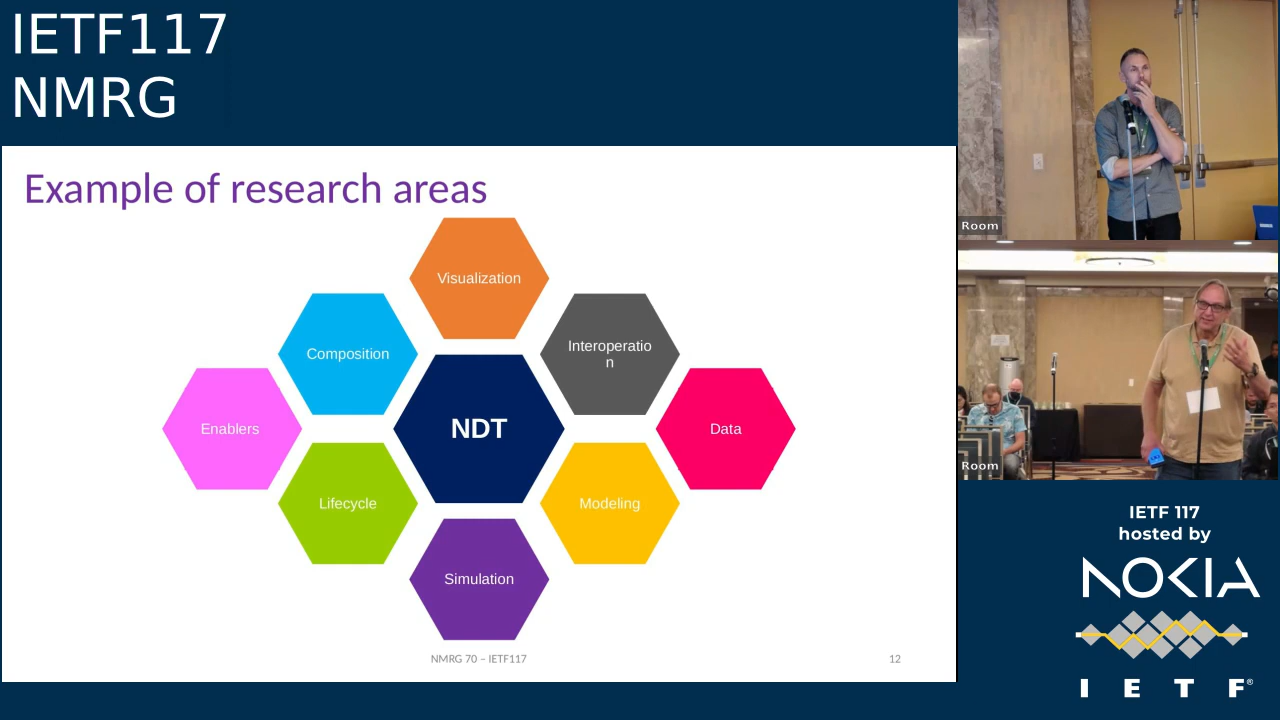 IETF117
NMRG
Example of research areas
Visualization
Composition
Interoperatio
n
Enablers
NDT
Data
Lifecycle
Modeling
Simulation
NMRG 70 – IETF117
12
Room
Room
IETF 117
hosted by
NOKIA
I E T F®